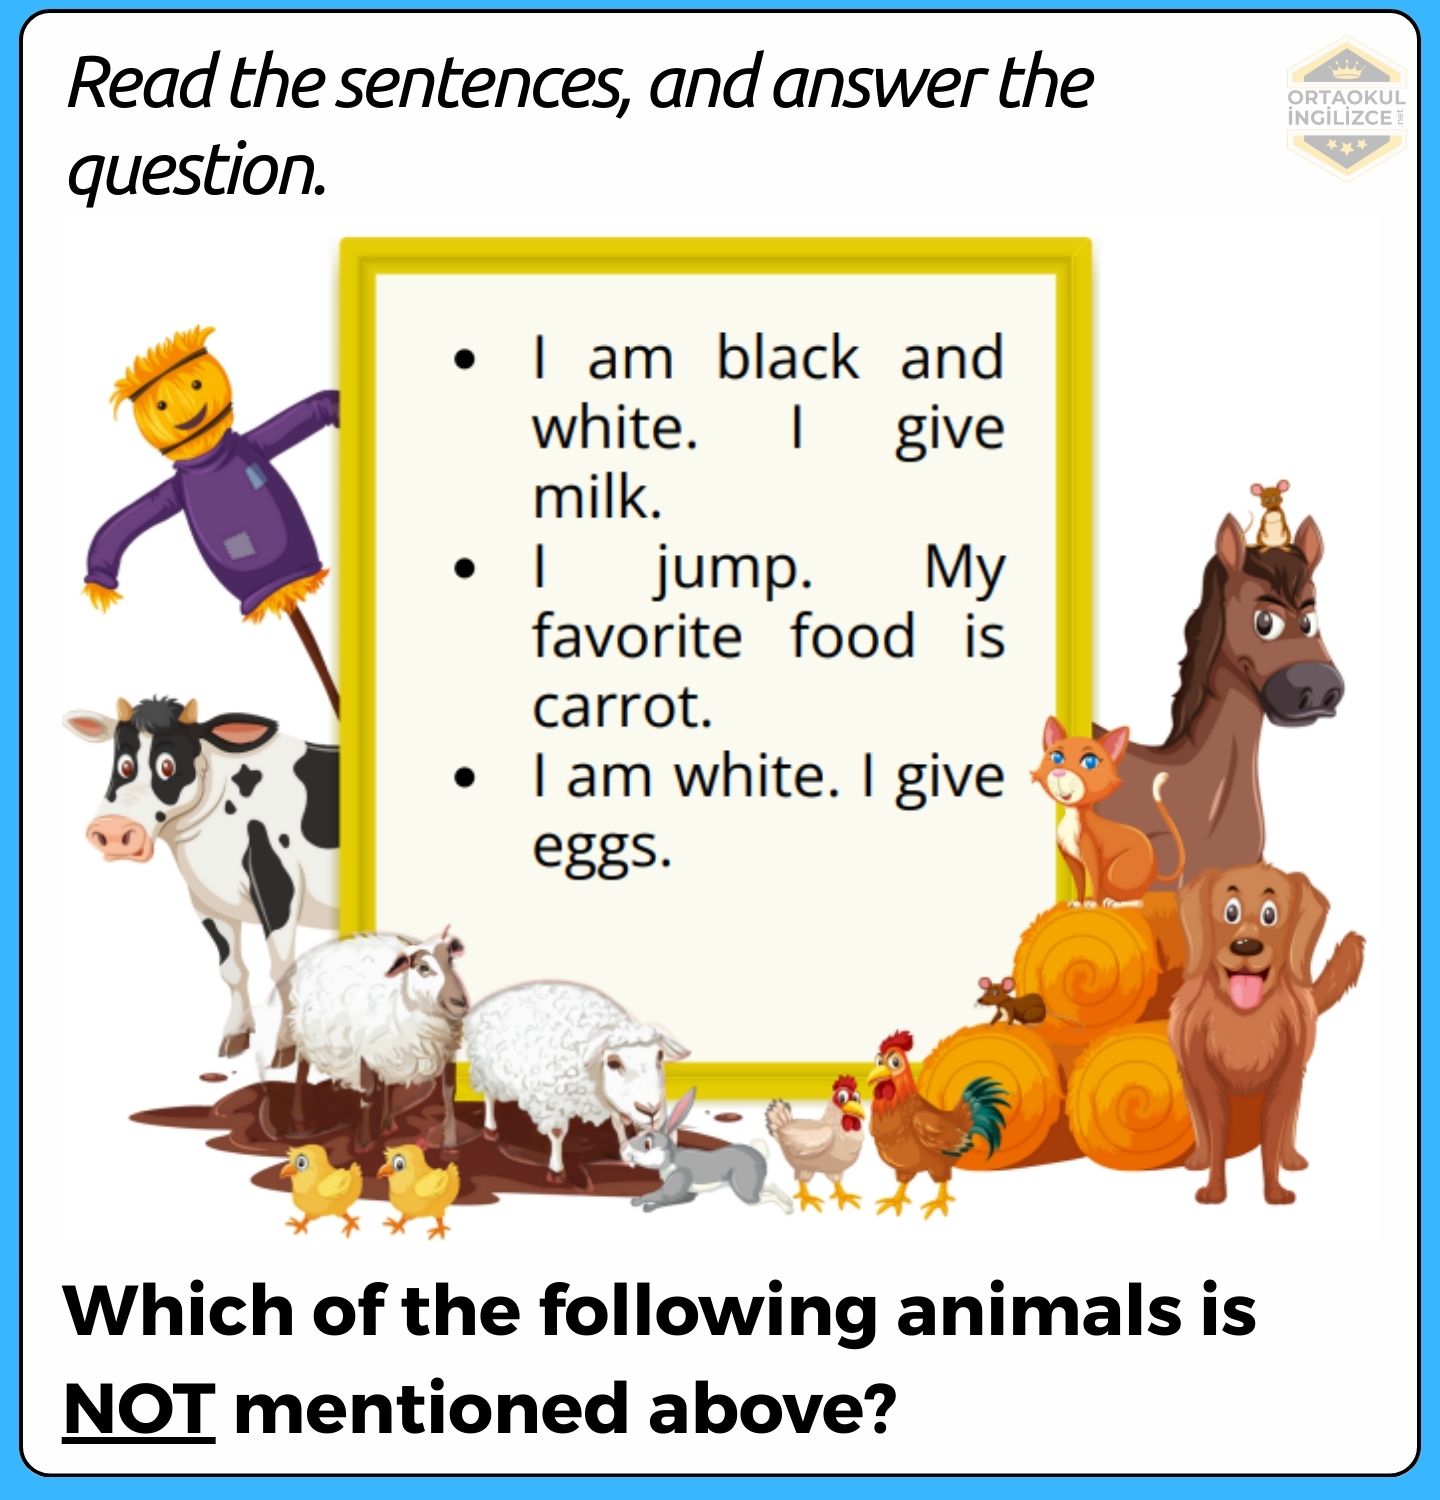 Read the sentences, and answer the
question.
ORTAOKUL
İNGİLİZCE.net
• I am black and
white. I give
milk.
• I jump. My
favorite food is
carrot.
• I am white. I give
eggs.
Which of the following animals is
NOT mentioned above?